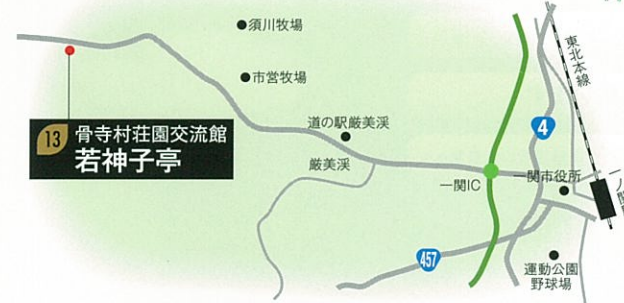 須川牧場
市営牧場
13 骨寺村荘園交流館
若神子亭
道の駅厳美渓
厳美渓
一関IC
4
東北本線
一関市役所
457
運動公園
野球場